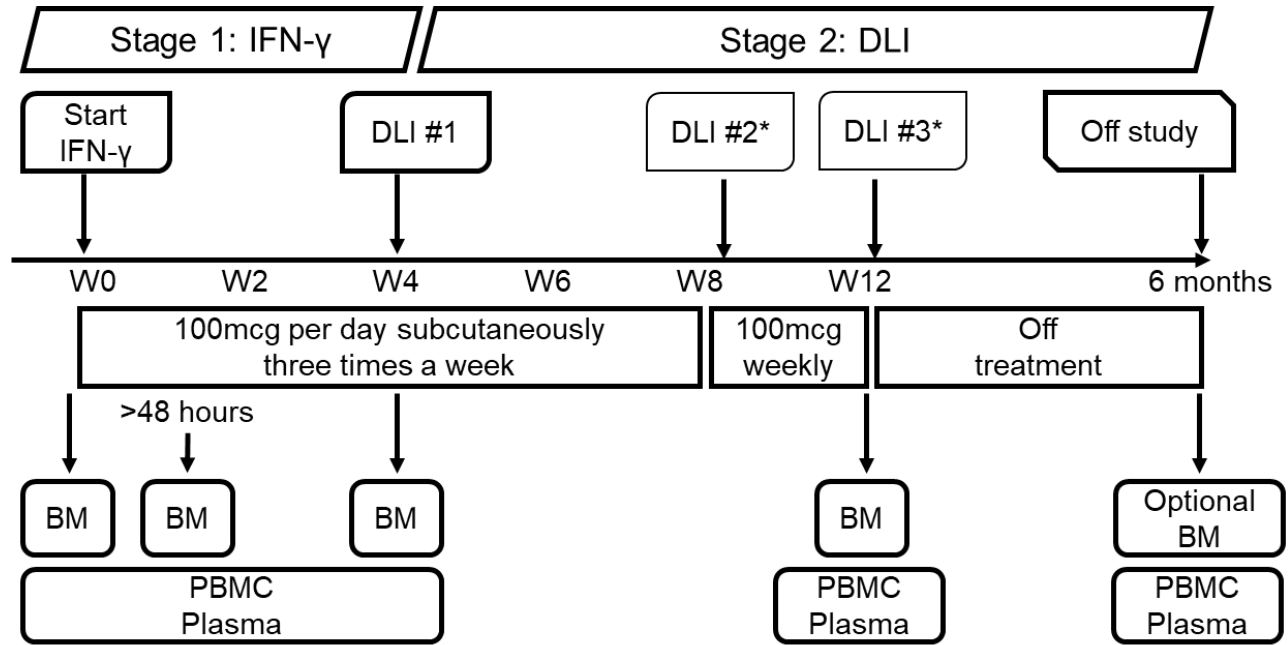 Stage 1: IFN-γ
Stage 2: DLI
Start
IFN-γ
DLI #1
DLI #2*
DLI #3*
Off study
W0
W2
W4
W6
W8
W12
6 months
100mcg per day subcutaneously
three times a week
100mcg
weekly
Off
treatment
>48 hours
BM
BM
BM
BM
Optional
BM
PBMC
Plasma
PBMC
Plasma
PBMC
Plasma